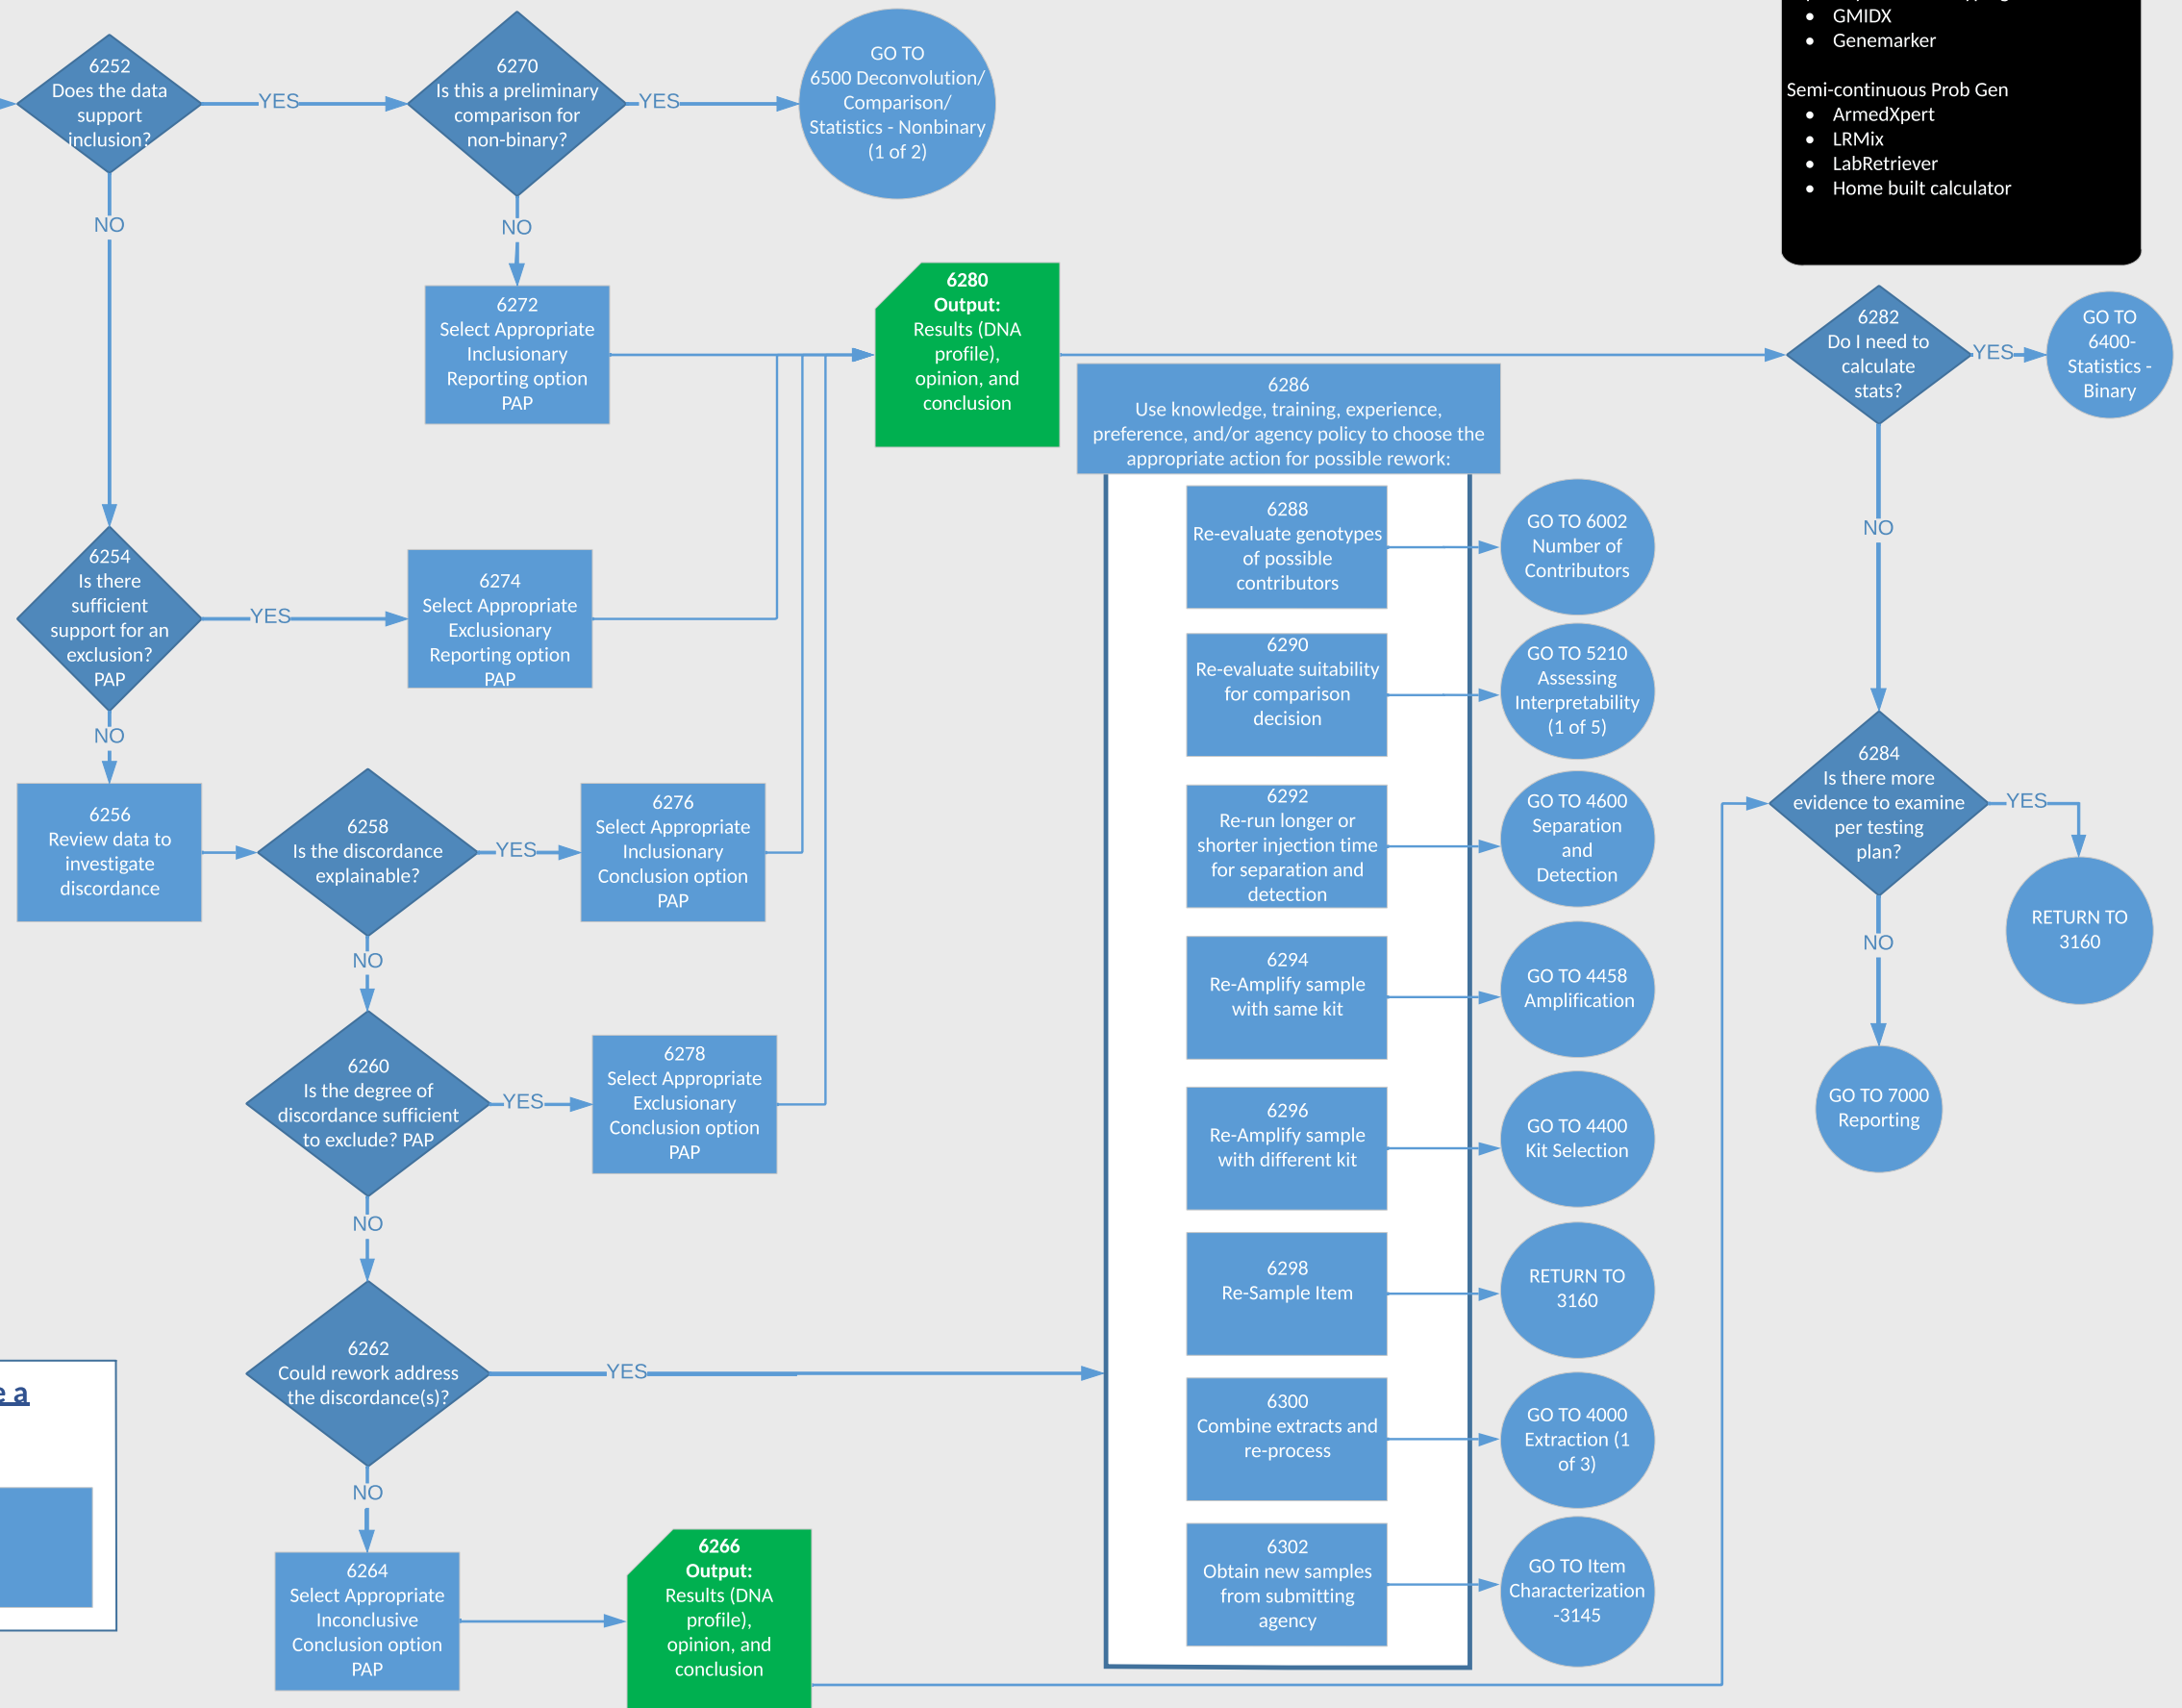 GMIDX
Genemarker
Semi-continuous Prob Gen
ArmedXpert
LRMix
LabRetriever
Home built calculator
6252
Does the data
support
inclusion?
YES
NO
6270
Is this a preliminary
comparison for
non-binary?
YES
NO
GO TO
6500 Deconvolution/
Comparison/
Statistics - Nonbinary
(1 of 2)
6272
Select Appropriate
Inclusionary
Reporting option
PAP
6280
Output:
Results (DNA
profile),
opinion, and
conclusion
6282
Do I need to
calculate
stats?
YES
NO
GO TO
6400-
Statistics -
Binary
6254
Is there
sufficient
support for an
exclusion?
PAP
YES
NO
6274
Select Appropriate
Exclusionary
Reporting option
PAP
6256
Review data to
investigate
discordance
6258
Is the discordance
explainable?
YES
NO
6276
Select Appropriate
Inclusionary
Conclusion option
PAP
6260
Is the degree of
discordance sufficient
to exclude? PAP
YES
NO
6278
Select Appropriate
Exclusionary
Conclusion option
PAP
6262
Could rework address
the discordance(s)?
YES
NO
6264
Select Appropriate
Inconclusive
Conclusion option
PAP
6266
Output:
Results (DNA
profile),
opinion, and
conclusion
6286
Use knowledge, training, experience,
preference, and/or agency policy to choose the
appropriate action for possible rework:
6288
Re-evaluate genotypes
of possible
contributors
GO TO 6002
Number of
Contributors
6290
Re-evaluate suitability
for comparison
decision
GO TO 5210
Assessing
Interpretability
(1 of 5)
6292
Re-run longer or
shorter injection time
for separation and
detection
GO TO 4600
Separation
and
Detection
6294
Re-Amplify sample
with same kit
GO TO 4458
Amplification
6296
Re-Amplify sample
with different kit
GO TO 4400
Kit Selection
6298
Re-Sample Item
RETURN TO
3160
6300
Combine extracts and
re-process
GO TO 4000
Extraction (1
of 3)
6302
Obtain new samples
from submitting
agency
GO TO Item
Characterization
-3145
6284
Is there more
evidence to examine
per testing
plan?
YES
NO
RETURN TO
3160
GO TO 7000
Reporting
e a